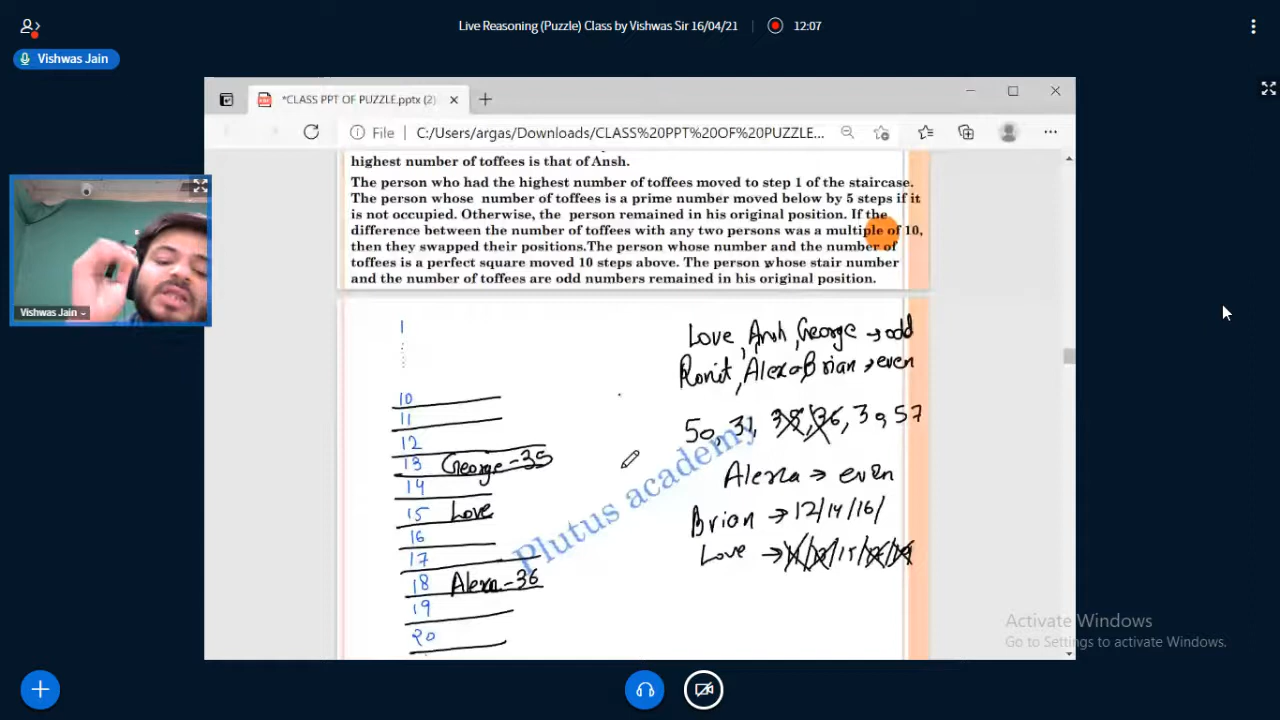 Live Reasoning (Puzzle) Class by Vishwas Sir 16/04/21
12:07
Vishwas Jain
*CLASS PPT OF PUZZLE.pptx (2)
File
C:/Users/argas/Downloads/CLASS%20PPT%20OF%20PUZZLE...
highest number of toffees is that of Ansh.
The person who had the highest number of toffees moved to step 1 of the staircase.
The person whose number of toffees is a prime number moved below by 5 steps if it
is not occupied. Otherwise, the person remained in his original position. If the
difference between the number of toffees with any two persons was a multiple of 10,
then they swapped their positions.The person whose number and the number of
toffees is a perfect square moved 10 steps above. The person whose stair number
and the number of toffees are odd numbers remained in his original position.
Vishwas Jain
1
10
11
12
13 George-35
14
15 Love
16
17
18 Alexa-36
19
20
Love, Ansh, George → odd
Ronit, Alexa, Brian → even
50, 31, 38, 36, 39, 57
Alexa → even
Brian → 12/14/16/
Love →
Plutus academy
Activate Windows
Go to Settings to activate Windows.